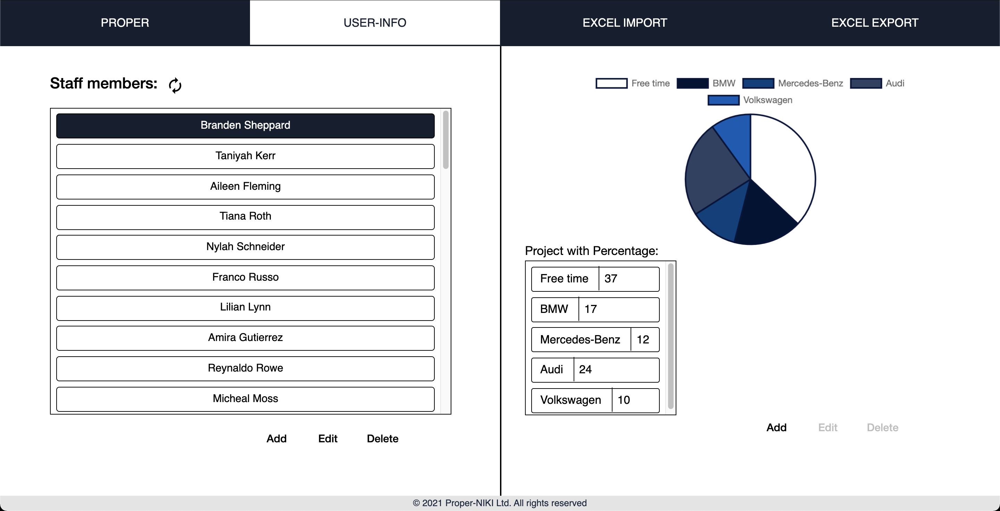 PROPER USER-INFO EXCEL IMPORT EXCEL EXPORT
Staff members:
Branden Sheppard
Taniyah Kerr
Aileen Fleming
Tiana Roth
Nylah Schneider
Franco Russo
Lilian Lynn
Amira Gutierrez
Reynaldo Rowe
Micheal Moss
Add Edit Delete
Free time BMW Mercedes-Benz Audi
Volkswagen
Project with Percentage:
Free time 37
BMW 17
Mercedes-Benz 12
Audi 24
Volkswagen 10
Add Edit Delete
© 2021 Proper-NIKI Ltd. All rights reserved